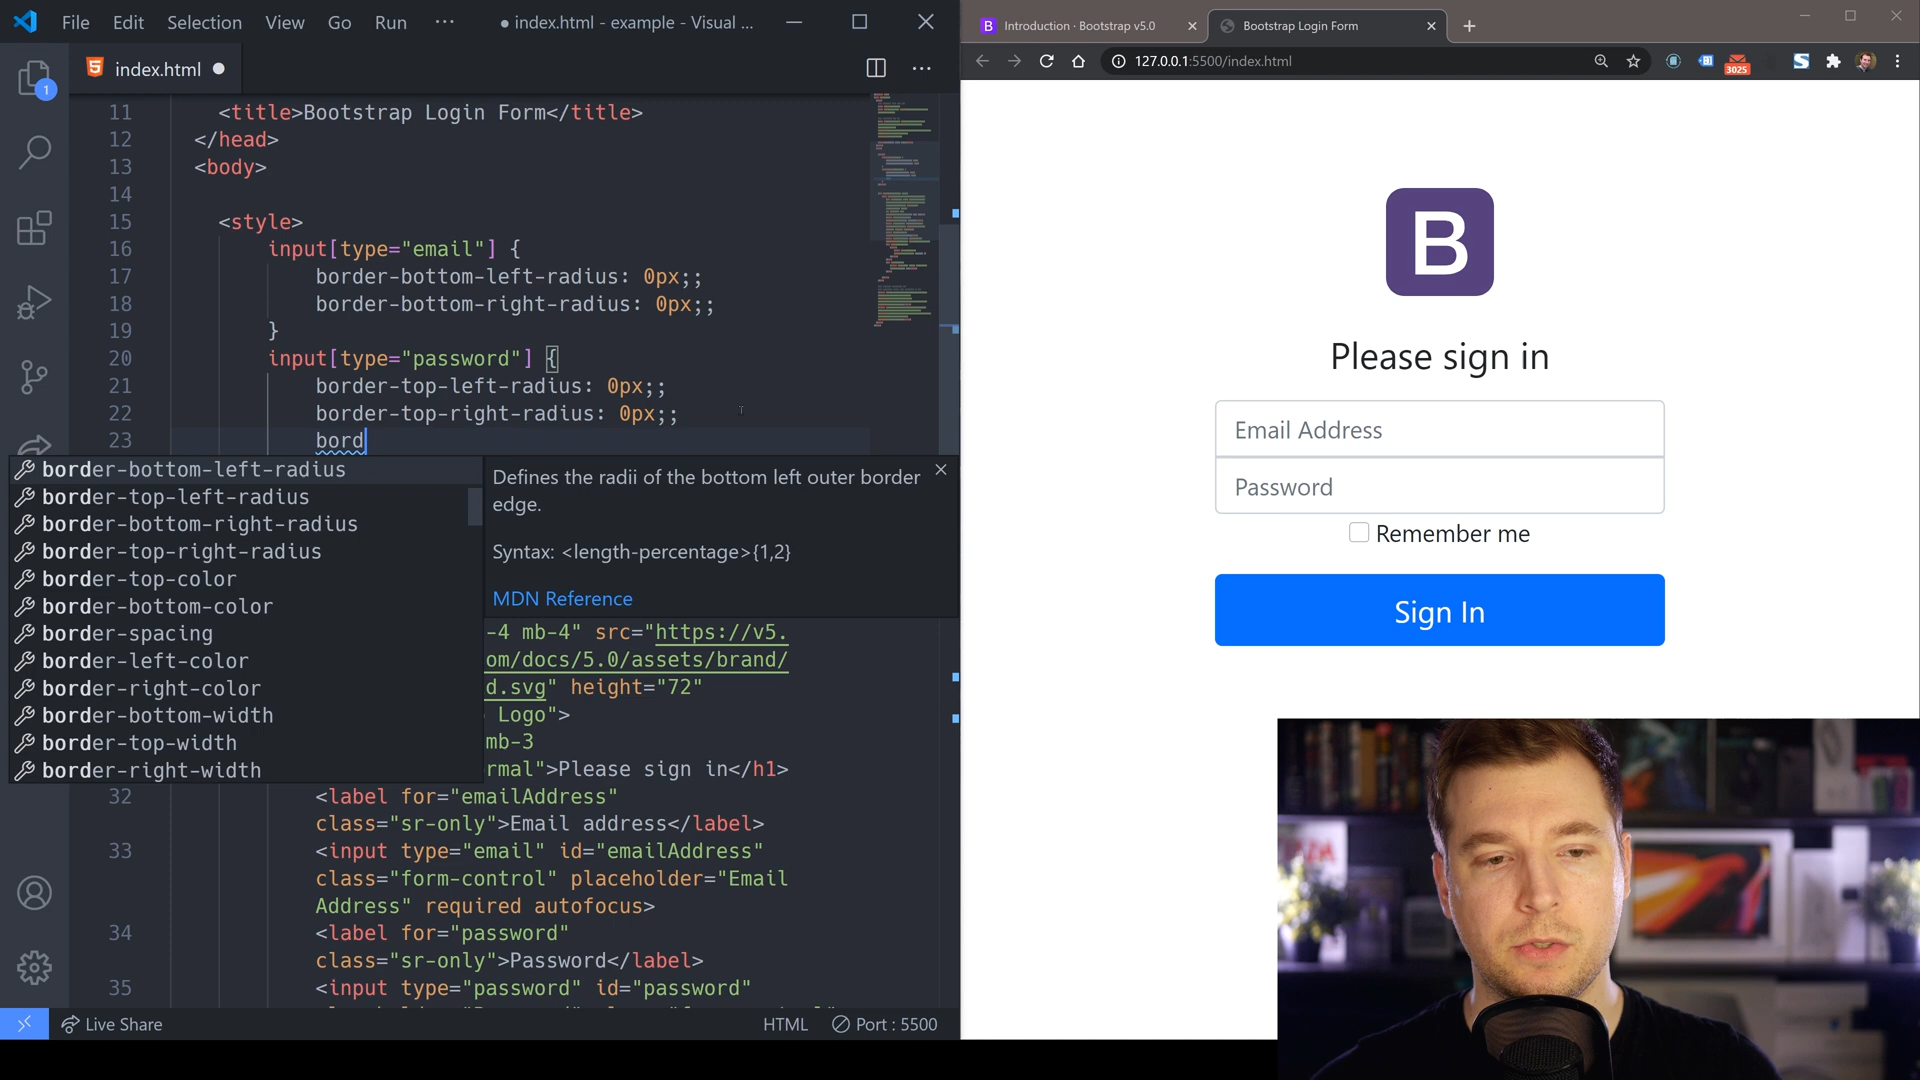 File Edit Selection View Go Run ··· ● index.html - example - Visual ...
1
index.html ●
11 <title>Bootstrap Login Form</title>
12 </head>
13 <body>
14
15 <style>
16 input[type="email"] {
17 border-bottom-left-radius: 0px;;
18 border-bottom-right-radius: 0px;;
19 }
20 input[type="password"] {
21 border-top-left-radius: 0px;;
22 border-top-right-radius: 0px;;
23 bord
border-bottom-left-radius
border-top-left-radius
border-bottom-right-radius
border-top-right-radius
border-top-color
border-bottom-color
border-spacing
border-left-color
border-right-color
border-bottom-width
border-top-width
border-right-width
Defines the radii of the bottom left outer border
edge.
Syntax: <length-percentage>{1,2}
MDN Reference
-4 mb-4" src="https://v5.
om/docs/5.0/assets/brand/
d.svg" height="72"
Logo">
mb-3
rmal">Please sign in</h1>
32 <label for="emailAddress"
class="sr-only">Email address</label>
33 <input type="email" id="emailAddress"
class="form-control" placeholder="Email
Address" required autofocus>
34 <label for="password"
class="sr-only">Password</label>
35 <input type="password" id="password"
Live Share HTML Port : 5500
B Introduction · Bootstrap v5.0
Bootstrap Login Form
127.0.0.1:5500/index.html
3025
B
Please sign in
Email Address
Password
Remember me
Sign In